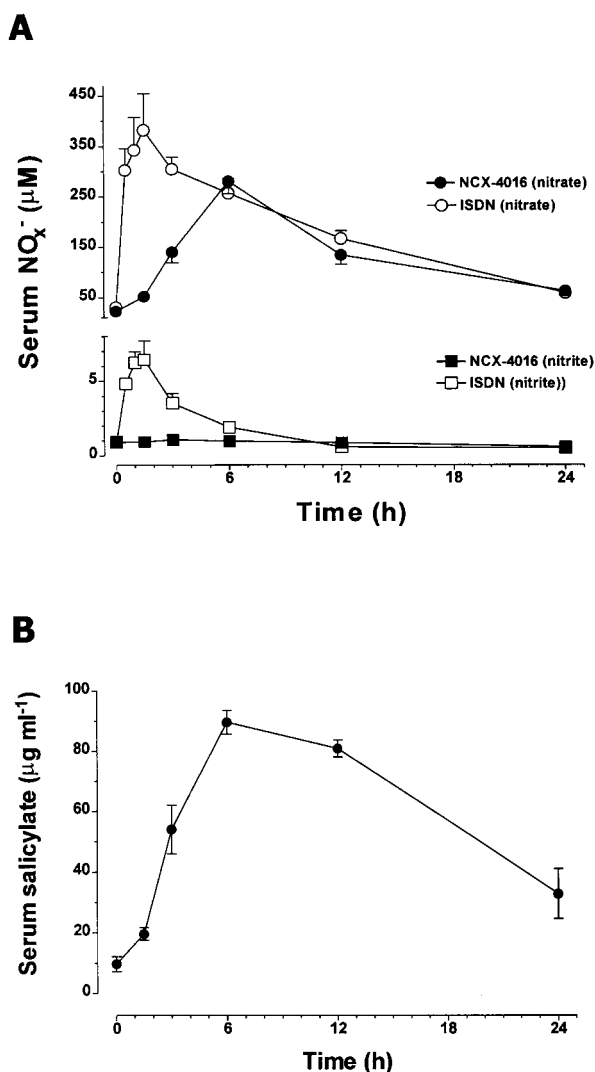 A
Serum NOx- (µM)
450
350
250
150
50
NCX-4016 (nitrate)
ISDN (nitrate)
5
0
NCX-4016 (nitrite)
ISDN (nitrite))
0 6 12 18 24
Time (h)
B
Serum salicylate (µg ml-1)
100
80
60
40
20
0
0 6 12 18 24
Time (h)